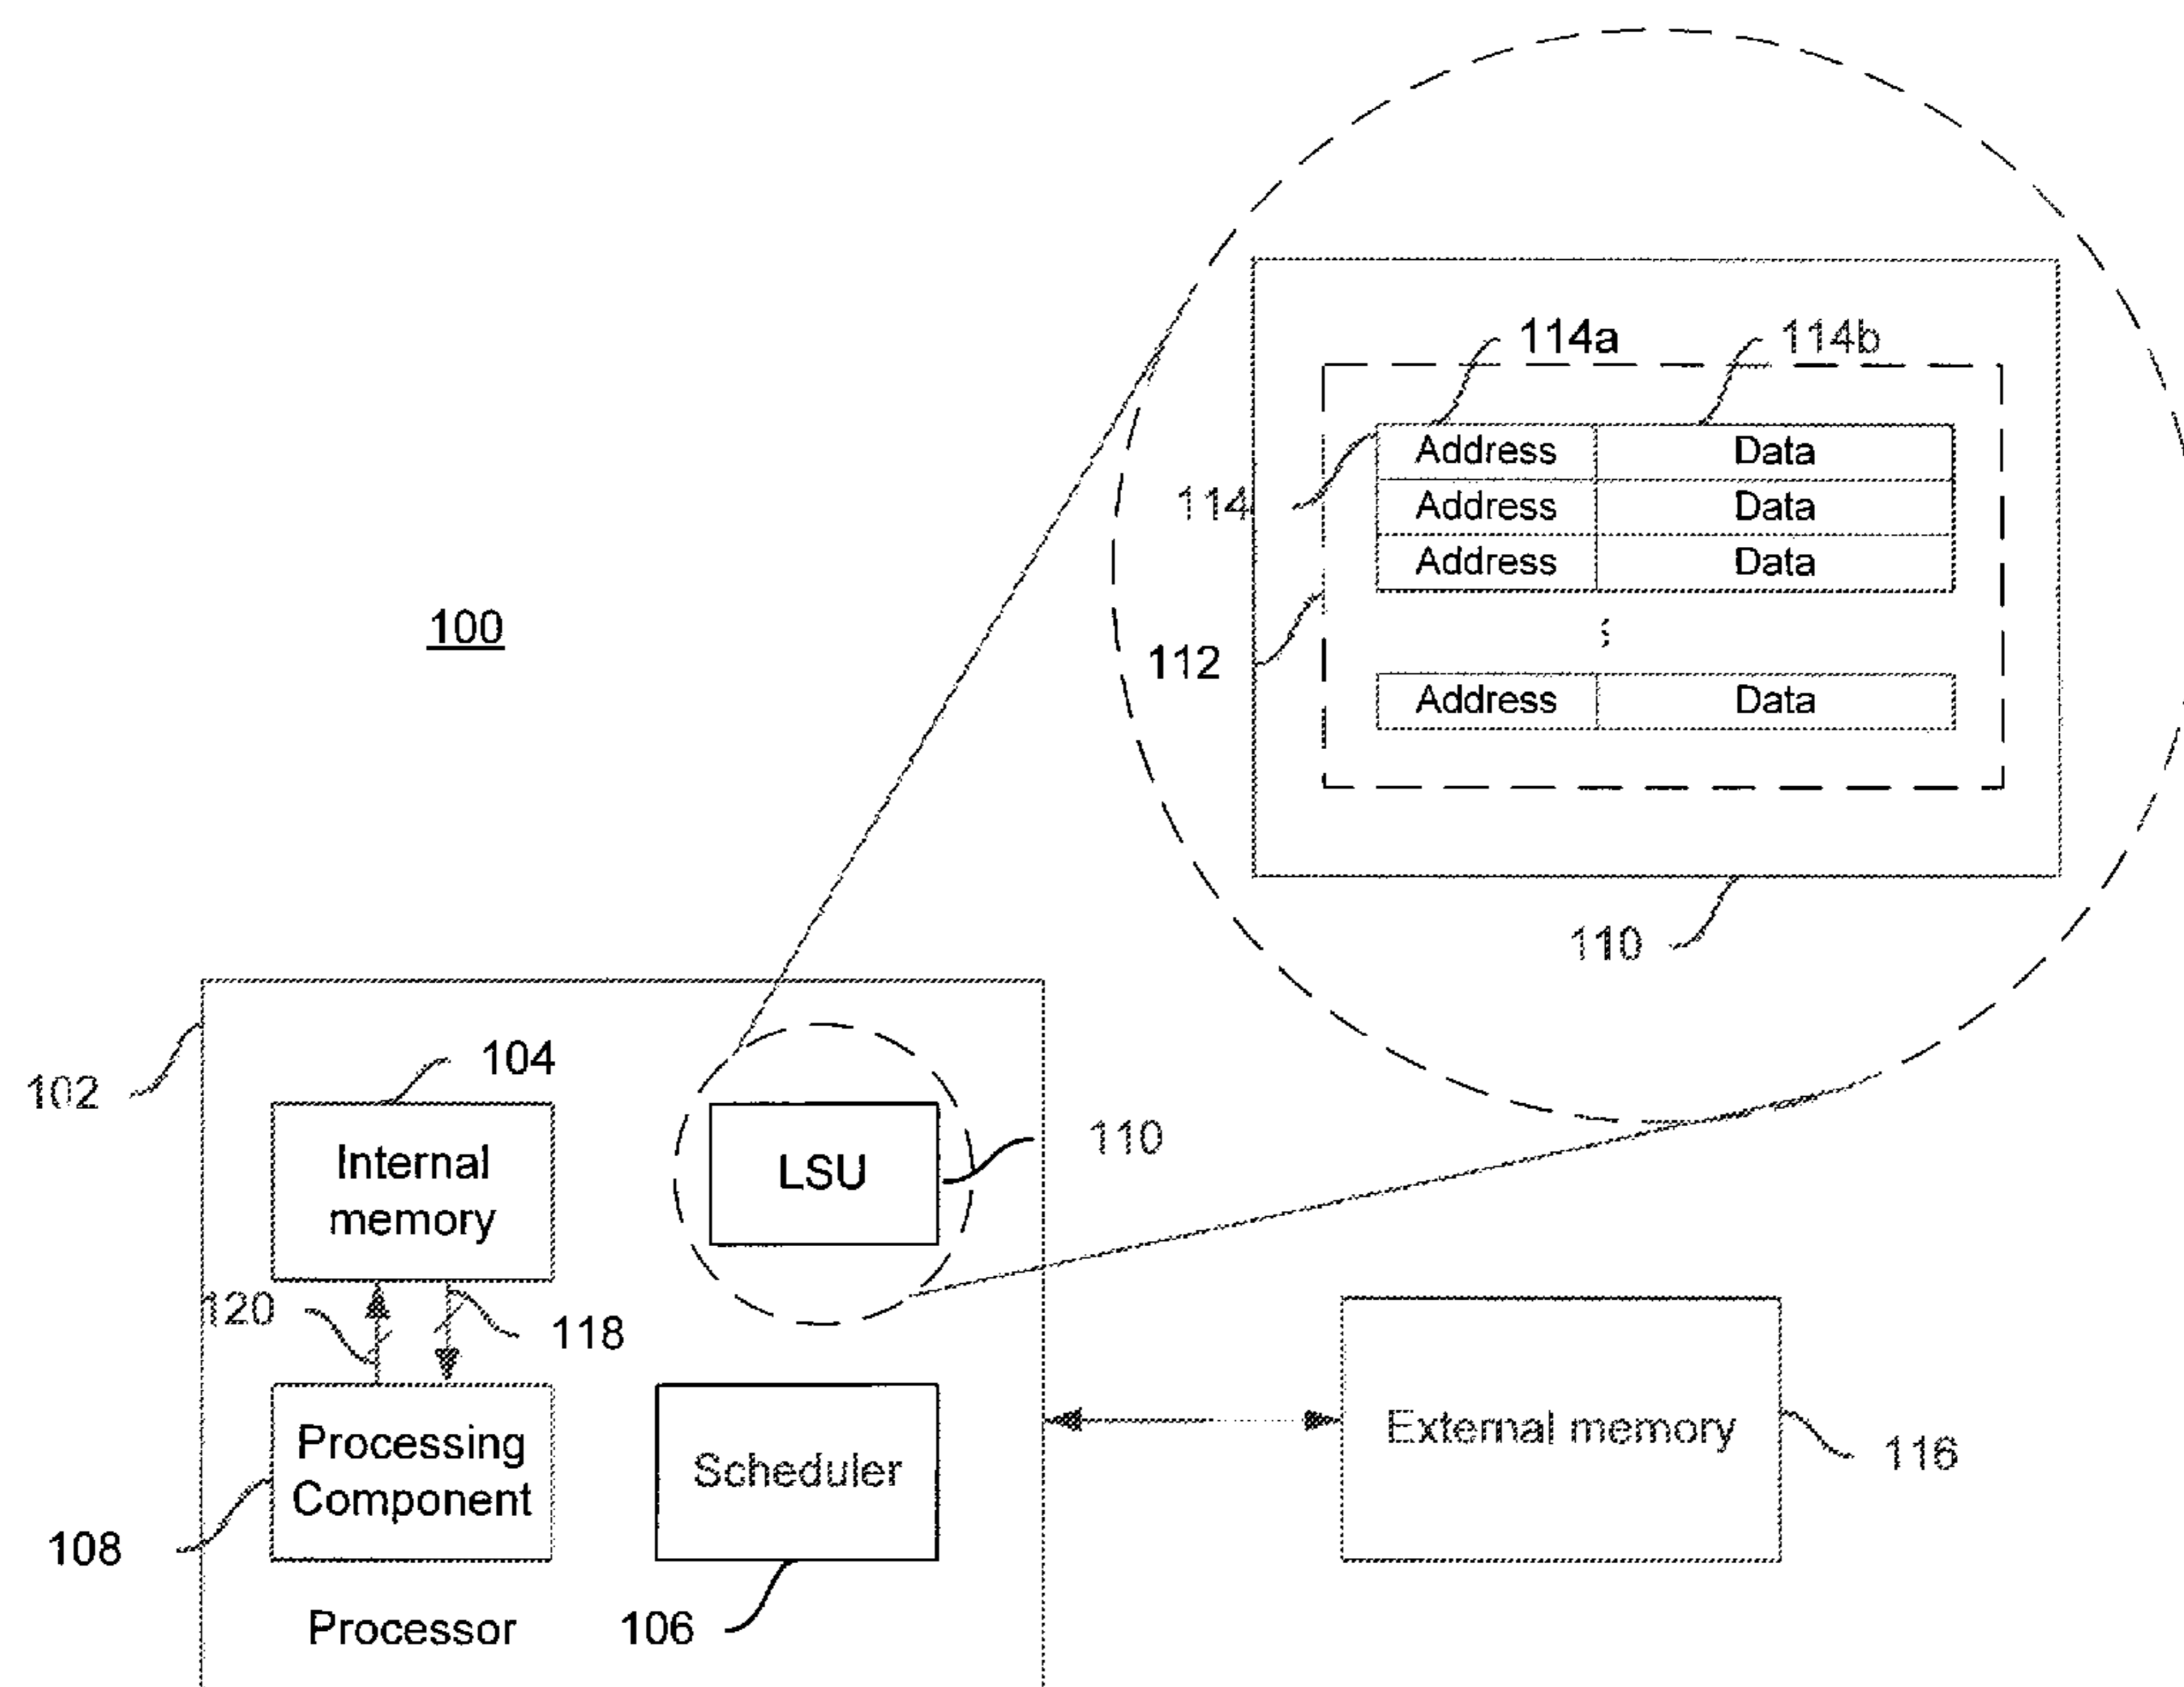 114a 114b
Address Data
114
Address Data
Address Data
100
112
Address Data
110
102
104
Internal
memory
LSU
110
120
118
Processing
Component
Scheduler
External memory
116
108
Processor
106